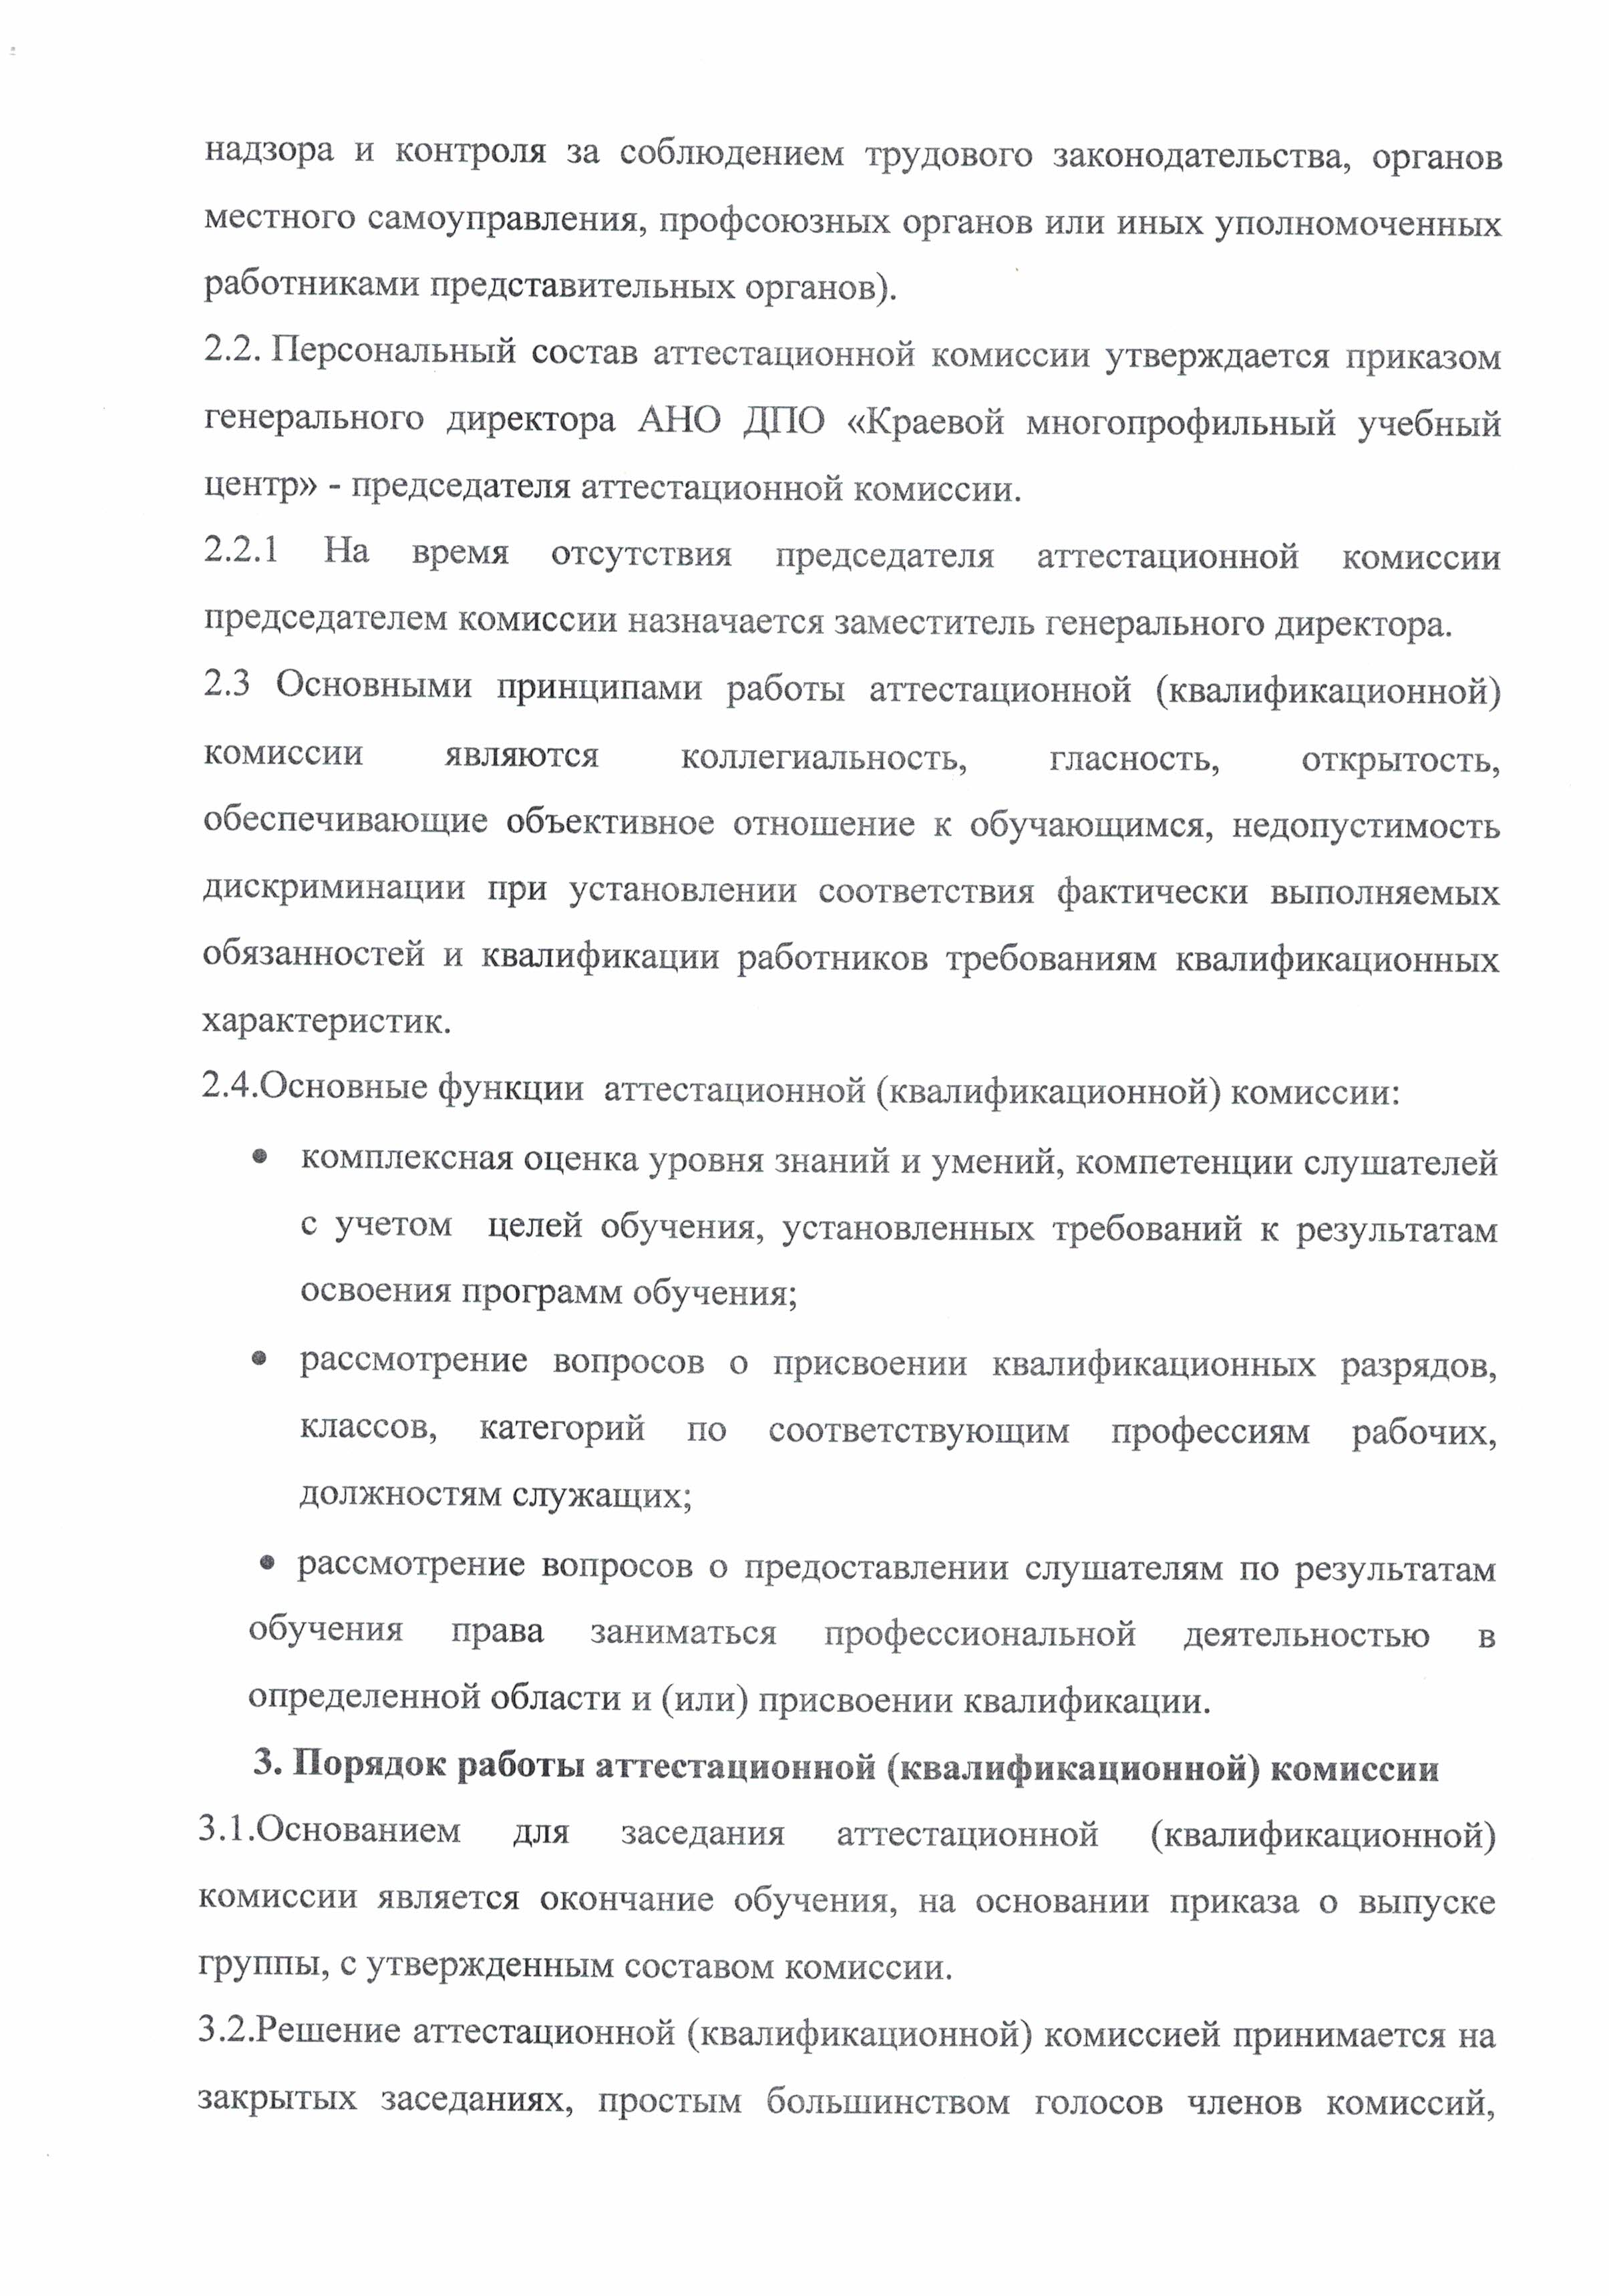 надзора и контроля за соблюдением трудового законодательства, органов
местного самоуправления, профсоюзных органов или иных уполномоченных
работниками представительных органов).
2.2. Персональный состав аттестационной комиссии утверждается приказом
генерального директора АНО ДПО «Краевой многопрофильный учебный
центр» - председателя аттестационной комиссии.
2.2.1 На время отсутствия председателя аттестационной комиссии
председателем комиссии назначается заместитель генерального директора.
2.3 Основными принципами работы аттестационной (квалификационной)
комиссии являются коллегиальность, гласность, открытость,
обеспечивающие объективное отношение к обучающимся, недопустимость
дискриминации при установлении соответствия фактически выполняемых
обязанностей и квалификации работников требованиям квалификационных
характеристик.
2.4.Основные функции аттестационной (квалификационной) комиссии:
• комплексная оценка уровня знаний и умений, компетенции слушателей
с учетом целей обучения, установленных требований к результатам
освоения программ обучения;
• рассмотрение вопросов о присвоении квалификационных разрядов,
классов, категорий по соответствующим профессиям рабочих,
должностям служащих;
• рассмотрение вопросов о предоставлении слушателям по результатам
обучения права заниматься профессиональной деятельностью в
определенной области и (или) присвоении квалификации.
3. Порядок работы аттестационной (квалификационной) комиссии
3.1.Основанием для заседания аттестационной (квалификационной)
комиссии является окончание обучения, на основании приказа о выпуске
группы, с утвержденным составом комиссии.
3.2.Решение аттестационной (квалификационной) комиссией принимается на
закрытых заседаниях, простым большинством голосов членов комиссий,